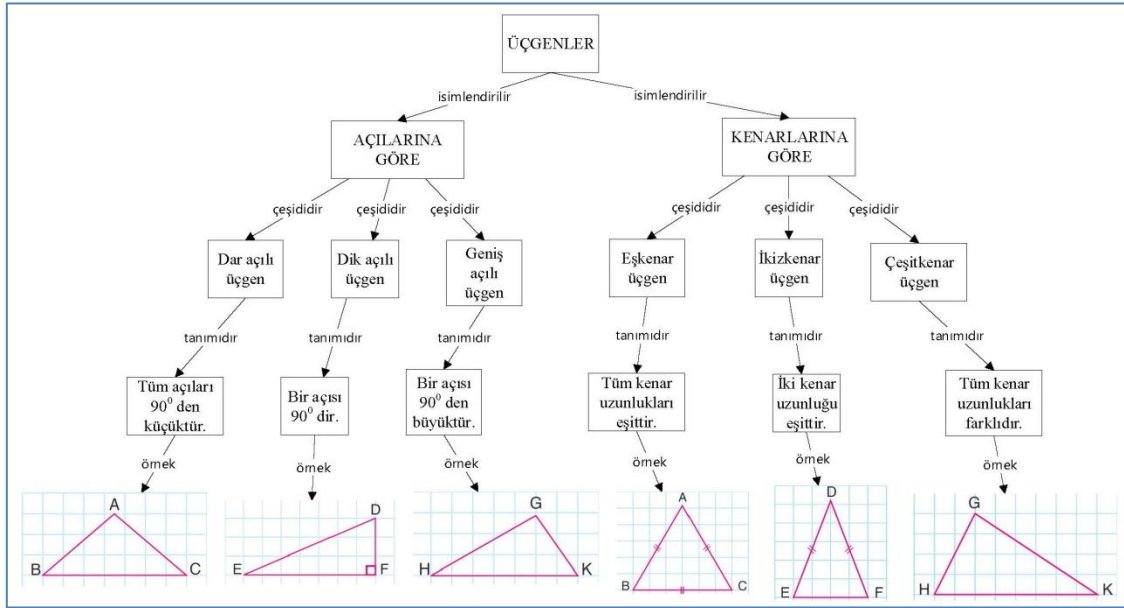 ÜÇGENLER
isimlendirilir
isimlendirilir
AÇILARINA
GÖRE
KENARLARINA
GÖRE
çeşididir
çeşididir
çeşididir
çeşididir
çeşididir
çeşididir
Dar açılı
üçgen
Dik açılı
üçgen
Geniş
açılı
üçgen
Eşkenar
üçgen
İkizkenar
üçgen
Çeşitkenar
üçgen
tanımıdır
tanımıdır
tanımıdır
tanımıdır
tanımıdır
tanımıdır
Tüm açıları
90⁰ den
küçüktür.
Bir açısı
90⁰ dir.
Bir açısı
90⁰ den
büyüktür.
Tüm kenar
uzunlukları
eşittir.
İki kenar
uzunluğu
eşittir.
Tüm kenar
uzunlukları
farklıdır.
örnek
örnek
örnek
örnek
örnek
örnek
A
B C
D
E F
G
H K
A
B C
D
E F
G
H K